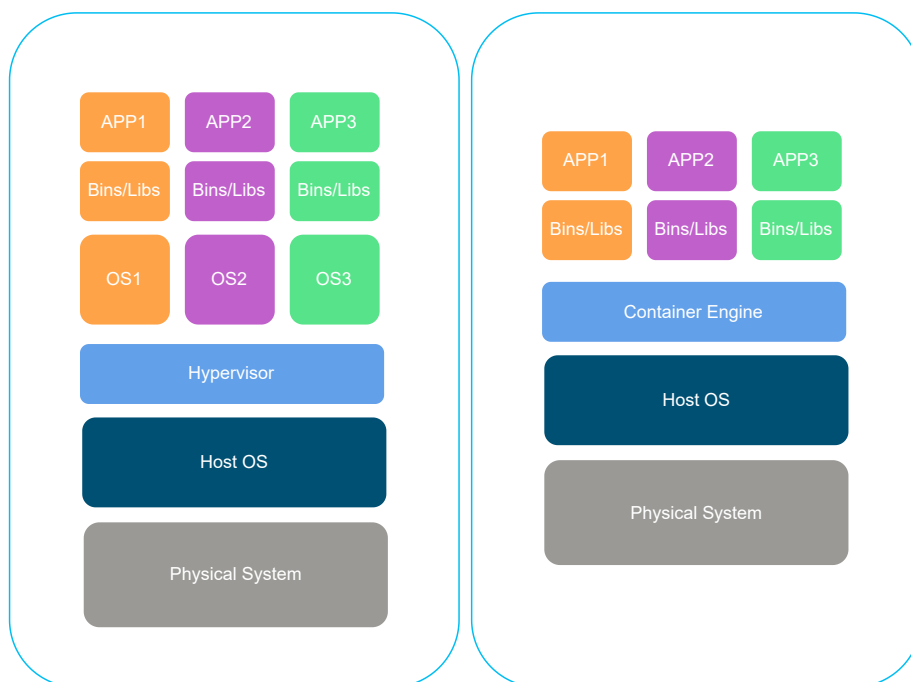 APP1 APP2 APP3
Bins/Libs Bins/Libs Bins/Libs
OS1 OS2 OS3
Hypervisor
Host OS
Physical System
APP1 APP2 APP3
Bins/Libs Bins/Libs Bins/Libs
Container Engine
Host OS
Physical System